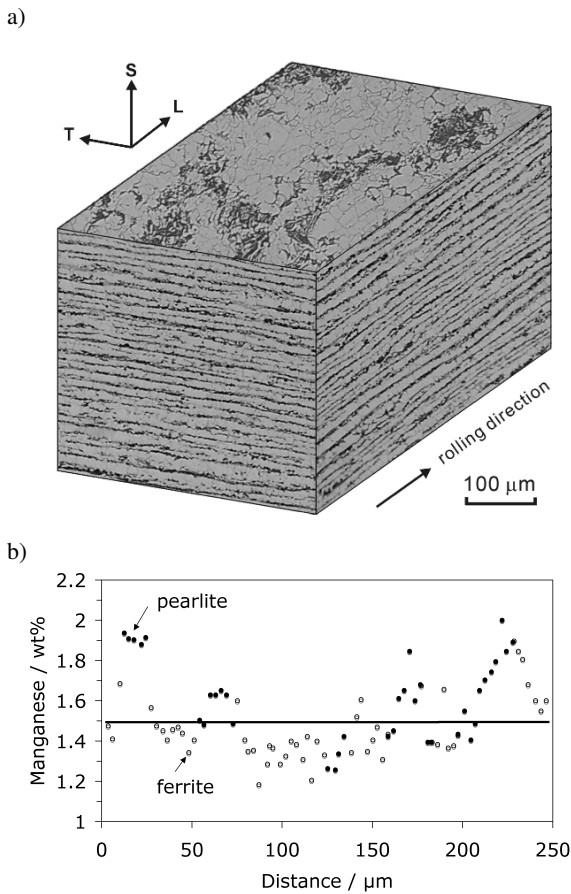 a)
S
L
T
rolling direction
100 μm
b)
2.2
2
1.8
1.6
1.4
1.2
1
pearlite
ferrite
Manganese / wt%
0
50
100
150
200
250
Distance / μm